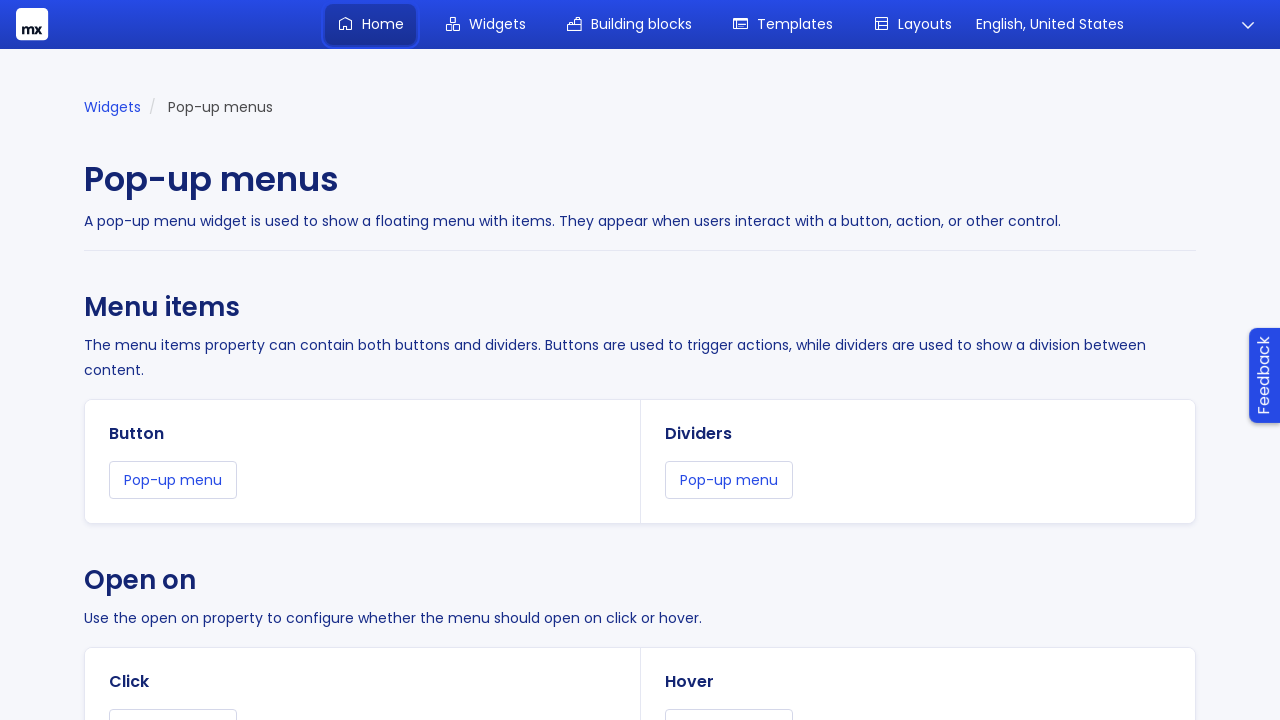 mx
Home
Widgets
Building blocks
Templates
Layouts
English, United States
Widgets / Pop-up menus
Pop-up menus
A pop-up menu widget is used to show a floating menu with items. They appear when users interact with a button, action, or other control.
Menu items
The menu items property can contain both buttons and dividers. Buttons are used to trigger actions, while dividers are used to show a division between
content.
Button
Pop-up menu
Dividers
Pop-up menu
Feedback
Open on
Use the open on property to configure whether the menu should open on click or hover.
Click
Hover